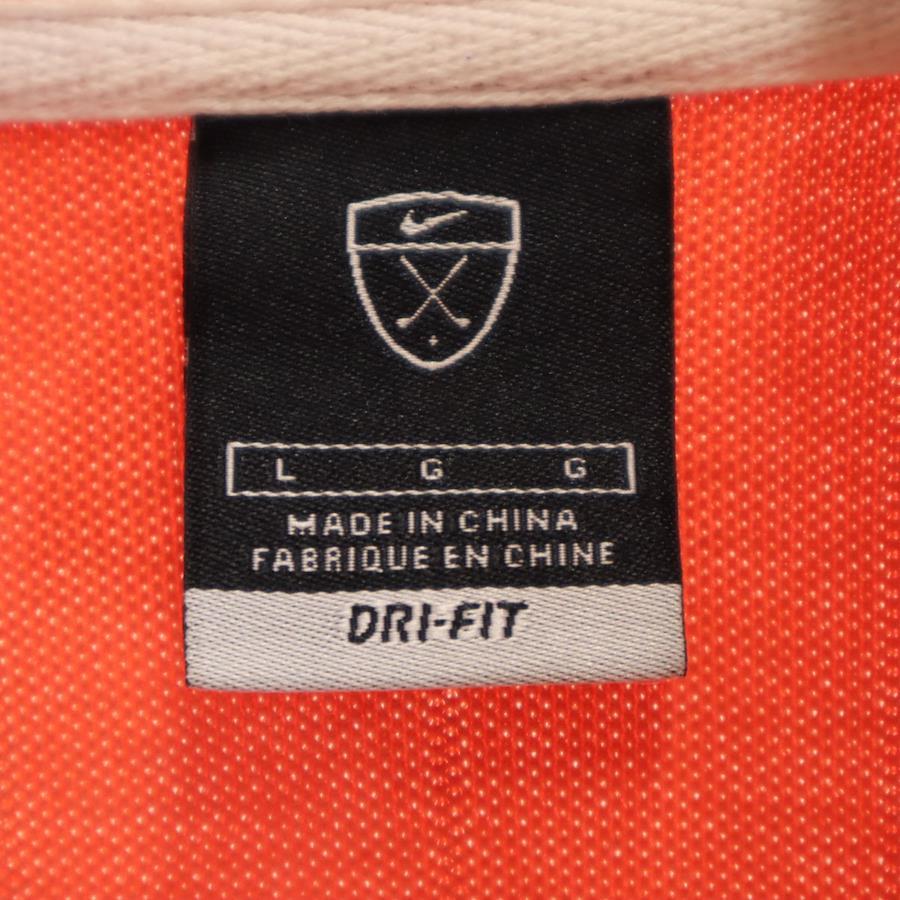 L G G
MADE IN CHINA
FABRIQUE EN CHINE
DRI-FIT